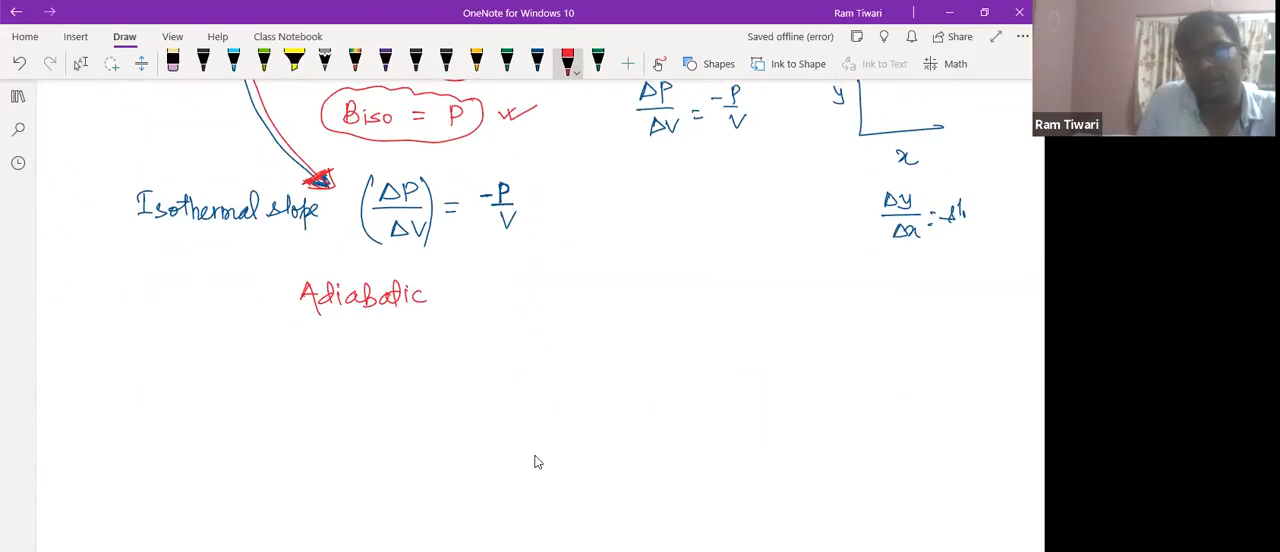 OneNote for Windows 10
Ram Tiwari
Home Insert Draw View Help Class Notebook
Saved offline (error) Share
Shapes Ink to Shape Ink to Text Math
Biso = P
ΔP/ΔV = -P/V
y
x
Ram Tiwari
Isothermal slope (ΔP/ΔV) = -P/V
Δy/Δx =
Adiabatic